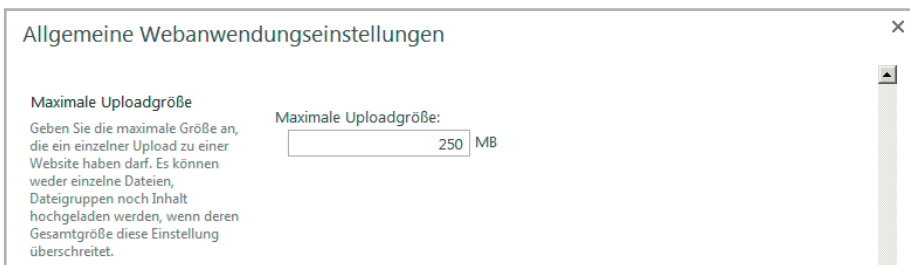 Allgemeine Webanwendungseinstellungen
Maximale Uploadgröße
Geben Sie die maximale Größe an,
die ein einzelner Upload zu einer
Website haben darf. Es können
weder einzelne Dateien,
Dateigruppen noch Inhalt
hochgeladen werden, wenn deren
Gesamtgröße diese Einstellung
überschreitet.
Maximale Uploadgröße:
250 MB